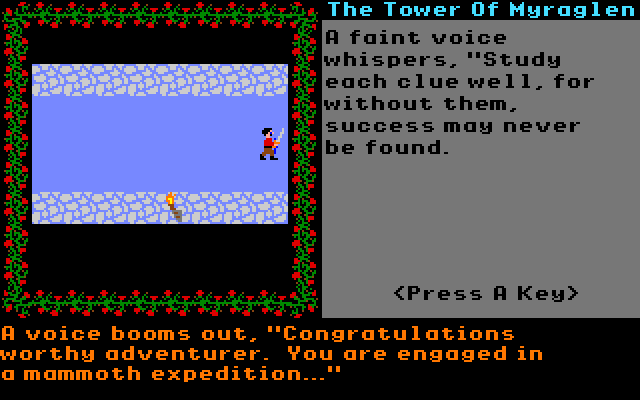 The Tower Of Myraglen
A faint voice
whispers, "Study
each clue well, for
without them,
success may never
be found.
<Press A Key>
A voice booms out, "Congratulations
worthy adventurer.  You are engaged in
a mammoth expedition..."